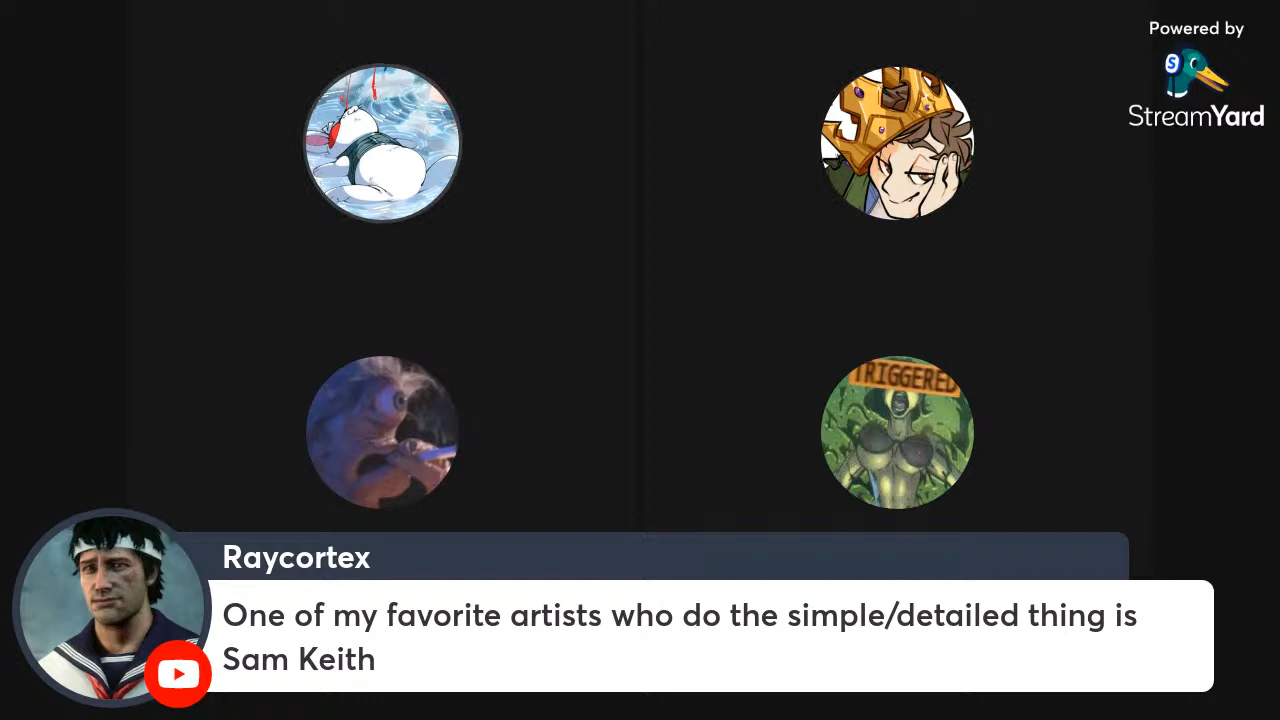 Powered by
S
StreamYard
TRIGGERED
Raycortex
One of my favorite artists who do the simple/detailed thing is
Sam Keith